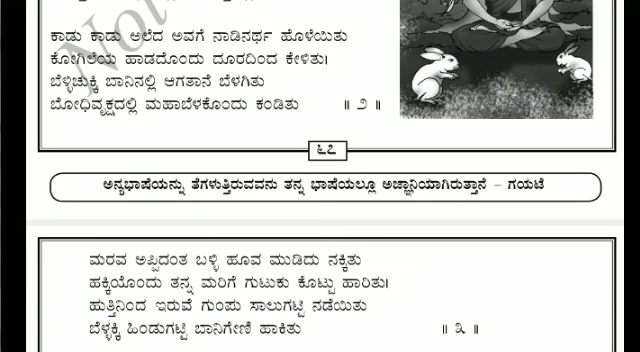 Not
ಕಾಡು ಕಾಡು ಅಲೆದ ಅವಗೆ ನಾಡಿನರ್ಥ ಹೊಳೆಯಿತು
ಕೋಗಿಲೆಯ ಹಾಡದೊಂದು ದೂರದಿಂದ ಕೇಳಿತು।
ಬೆಳ್ಳಿಚುಕ್ಕಿ ಬಾನಿನಲ್ಲಿ ಆಗತಾನೆ ಬೆಳಗಿತು
ಬೋಧಿವೃಕ್ಷದಲ್ಲಿ ಮಹಾಬೆಳಕೊಂದು ಕಂಡಿತು ॥ ೨ ॥
೬೭
ಅನ್ಯಭಾಷೆಯನ್ನು ತೆಗಳುತ್ತಿರುವವನು ತನ್ನ ಭಾಷೆಯಲ್ಲೂ ಅಜ್ಞಾನಿಯಾಗಿರುತ್ತಾನೆ - ಗಯಟೆ
ಮರವ ಅಪ್ಪಿದಂತ ಬಳ್ಳಿ ಹೂವ ಮುಡಿದು ನಕ್ಕಿತು
ಹಕ್ಕಿಯೊಂದು ತನ್ನ ಮರಿಗೆ ಗುಟುಕು ಕೊಟ್ಟು ಹಾರಿತು।
ಹುತ್ತಿನಿಂದ ಇರುವೆ ಗುಂಪು ಸಾಲುಗಟ್ಟಿ ನಡೆಯಿತು
ಬೆಳ್ಳಕ್ಕಿ ಹಿಂಡುಗಟ್ಟಿ ಬಾನಿಗೇಣಿ ಹಾಕಿತು ॥ ೩ ॥